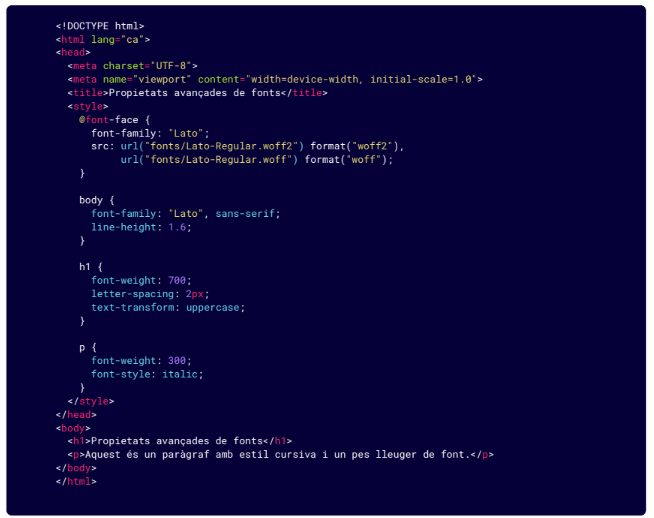 <!DOCTYPE html>
<html lang="ca">
<head>
  <meta charset="UTF-8">
  <meta name="viewport" content="width=device-width, initial-scale=1.0">
  <title>Propietats avançades de fonts</title>
  <style>
    @font-face {
      font-family: "Lato";
      src: url("fonts/Lato-Regular.woff2") format("woff2"),
           url("fonts/Lato-Regular.woff") format("woff");
    }

    body {
      font-family: "Lato", sans-serif;
      line-height: 1.6;
    }

    h1 {
      font-weight: 700;
      letter-spacing: 2px;
      text-transform: uppercase;
    }

    p {
      font-weight: 300;
      font-style: italic;
    }
  </style>
</head>
<body>
  <h1>Propietats avançades de fonts</h1>
  <p>Aquest és un paràgraf amb estil cursiva i un pes lleuger de font.</p>
</body>
</html>